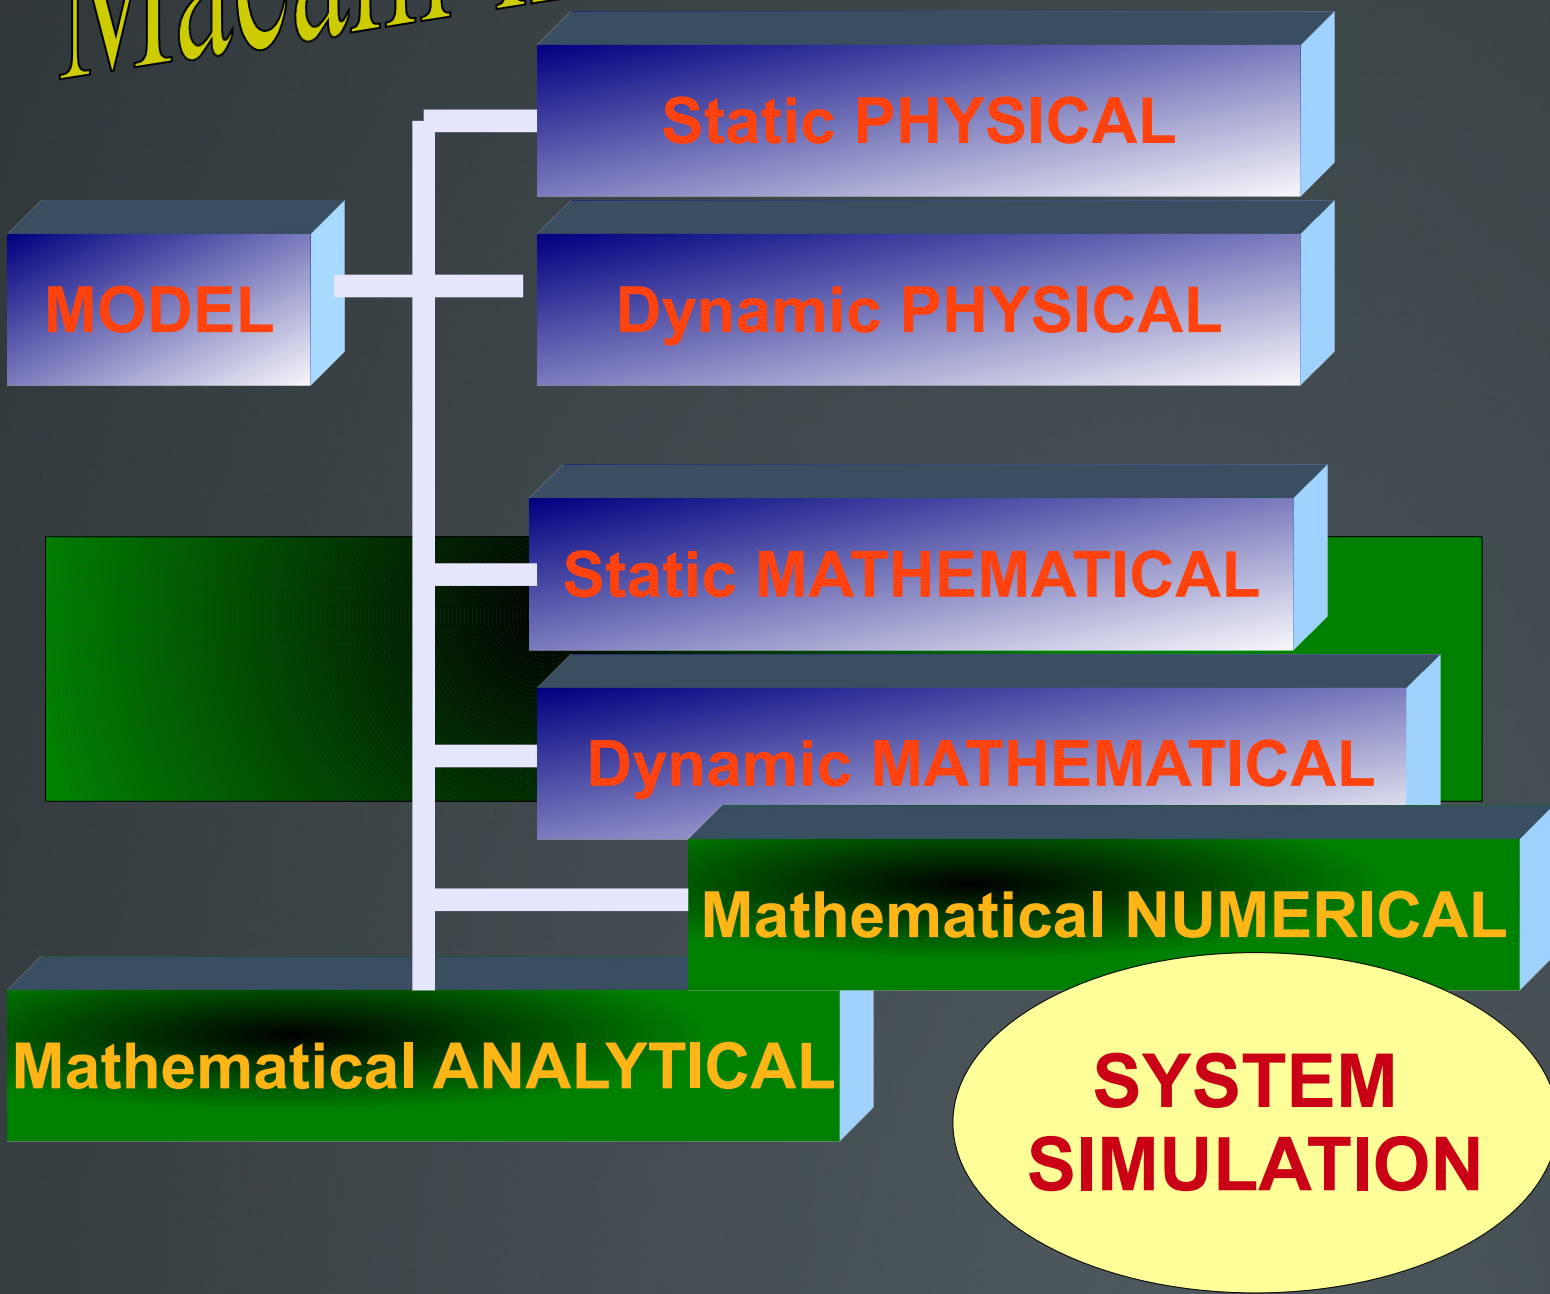 Static PHYSICAL
MODEL
Dynamic PHYSICAL
Static MATHEMATICAL
Dynamic MATHEMATICAL
Mathematical NUMERICAL
Mathematical ANALYTICAL
SYSTEM
SIMULATION